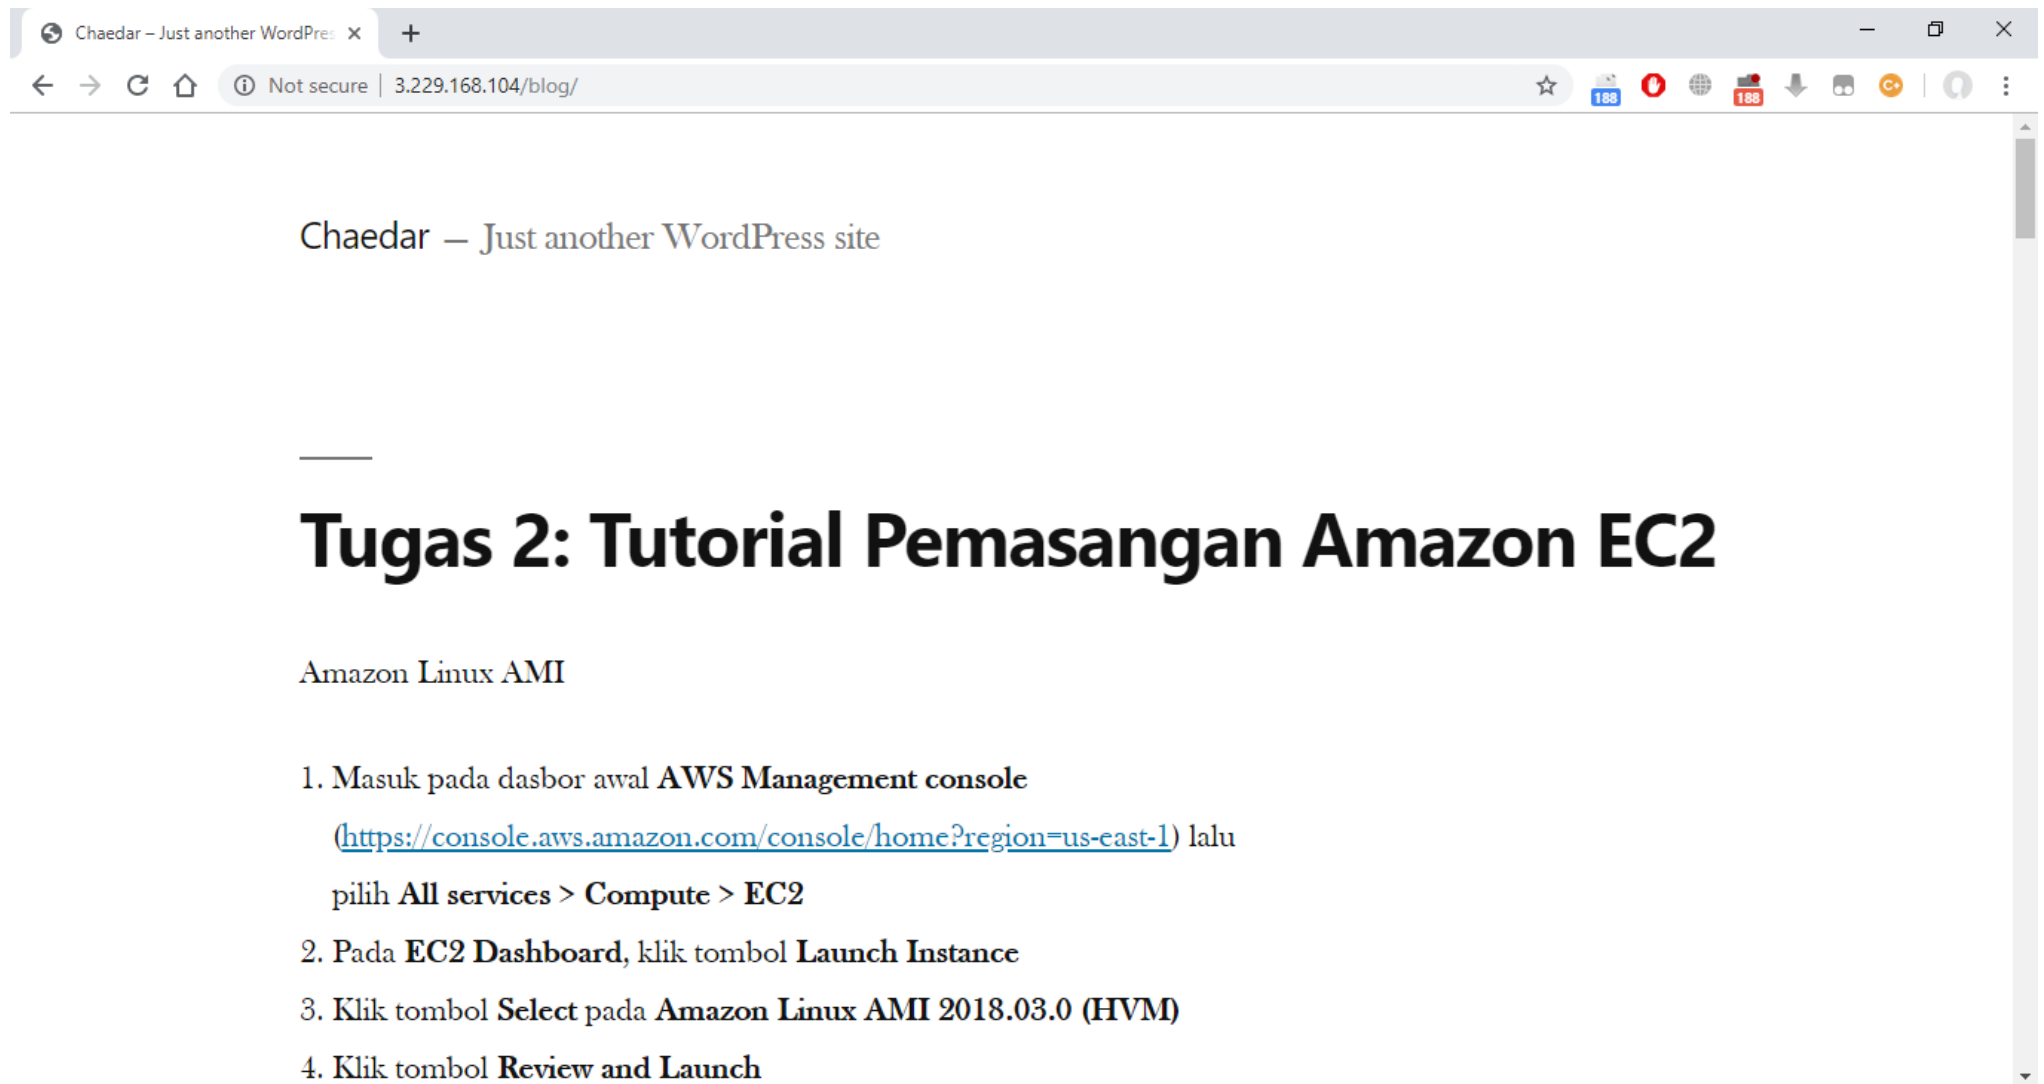 Chaedar – Just another WordPres
Not secure | 3.229.168.104/blog/
188
188
Chaedar — Just another WordPress site
Tugas 2: Tutorial Pemasangan Amazon EC2
Amazon Linux AMI
1. Masuk pada dasbor awal AWS Management console
(https://console.aws.amazon.com/console/home?region=us-east-1) lalu
pilih All services > Compute > EC2
2. Pada EC2 Dashboard, klik tombol Launch Instance
3. Klik tombol Select pada Amazon Linux AMI 2018.03.0 (HVM)
4. Klik tombol Review and Launch